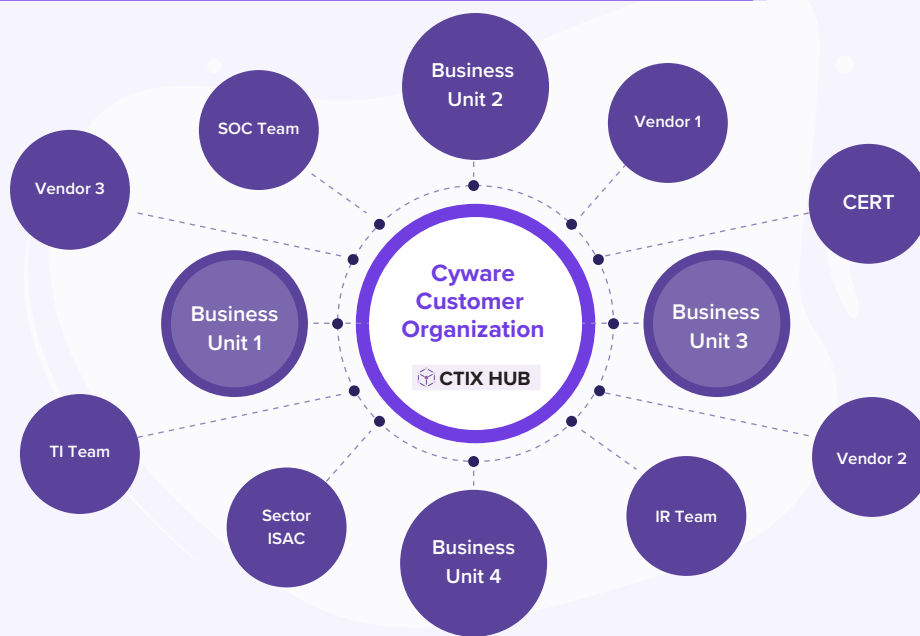 Business
Unit 2
SOC Team
Vendor 1
Vendor 3
CERT
Cyware
Customer
Organization
CTIX HUB
Business
Unit 1
Business
Unit 3
TI Team
Vendor 2
Sector
ISAC
IR Team
Business
Unit 4